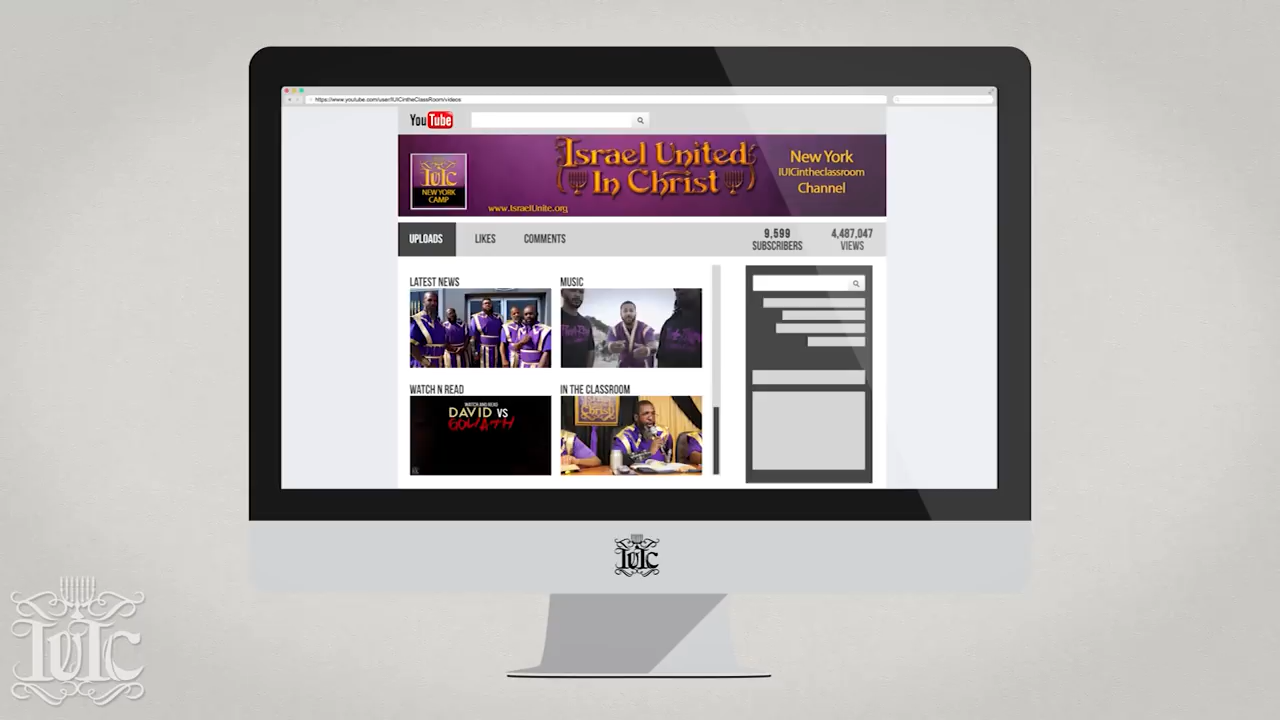 https://www.youtube.com/user/IUICintheClassRoom/videos
YouTube
Israel United
In Christ
IUIC
NEW YORK
CAMP
www.IsraelUnite.org
New York
IUICintheclassroom
Channel
UPLOADS
LIKES
COMMENTS
9,599
SUBSCRIBERS
4,487,047
VIEWS
LATEST NEWS
MUSIC
WATCH N READ
WATCH AND READ
DAVID VS
GOLIATH
IN THE CLASSROOM
Israel
Christ
IUIC
IUIC